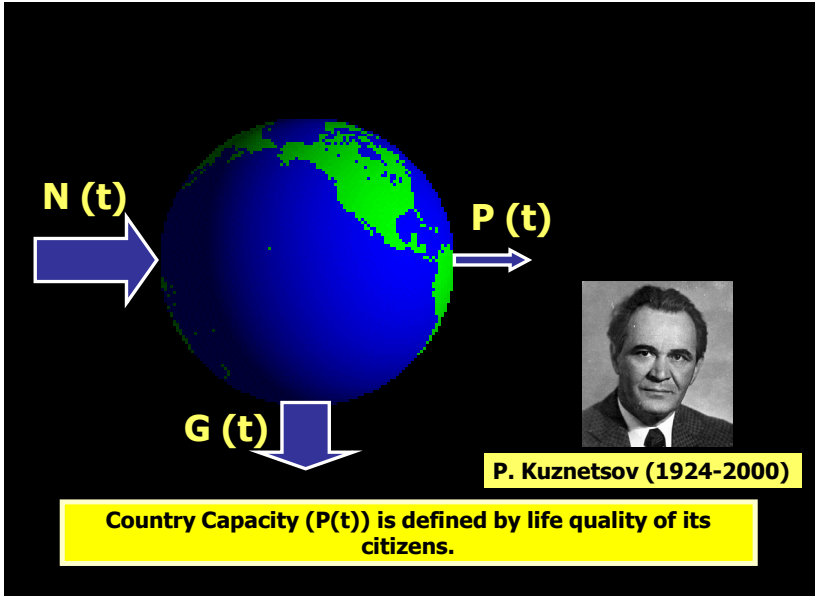 N (t)
P (t)
G (t)
P. Kuznetsov (1924-2000)
Country Capacity (P(t)) is defined by life quality of its
citizens.